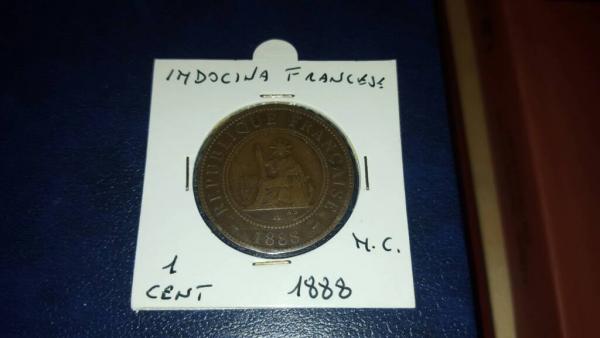 INDOCINA FRANCESE
REPUBLIQUE FRANÇAISE
A
1888
M.C.
1
CENT
1888